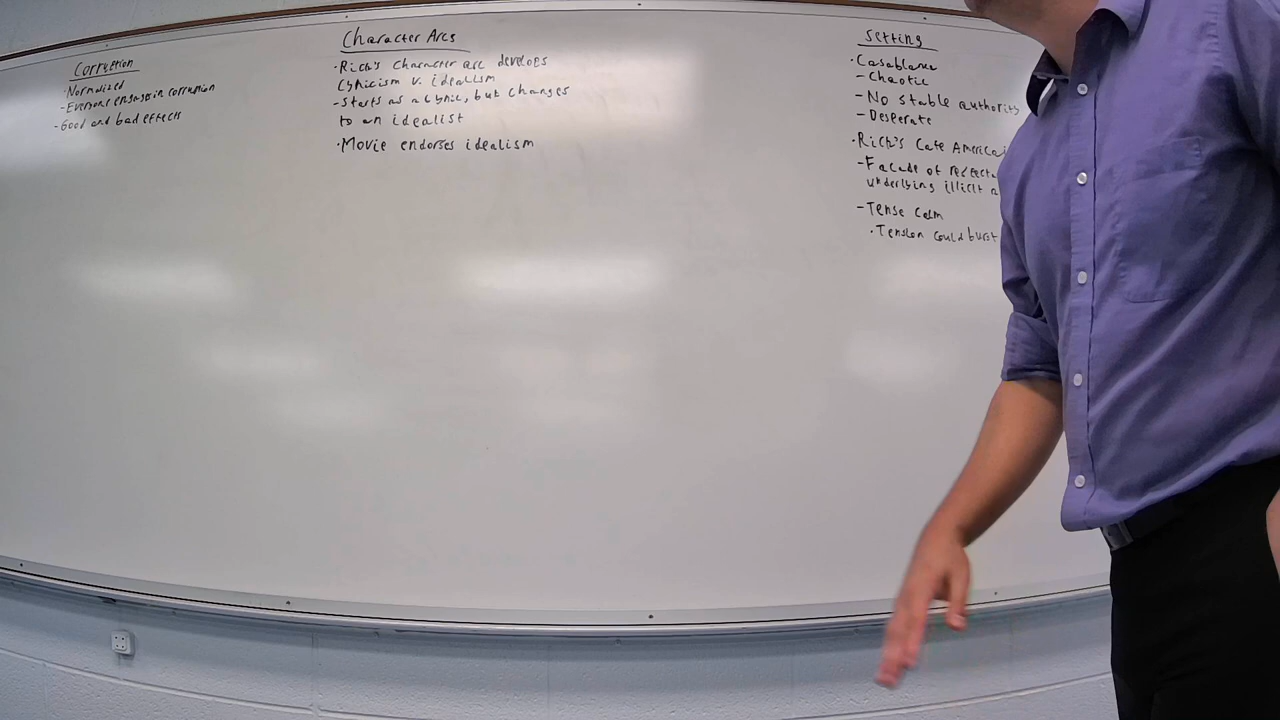 Corruption
·Normalized
-Everyone engages in corruption
-Good and bad effects
Character Arcs
·Rick's character arc develops
cynicism v. idealism
-Starts as a cynic, but changes
to an idealist
·Movie endorses idealism
Setting
·Casablanca
-Chaotic
-No stable authority
-Desperate
·Rick's Cafe Americai
-Facade of respecta
underlying illicit a
-Tense calm
·Tension could burst